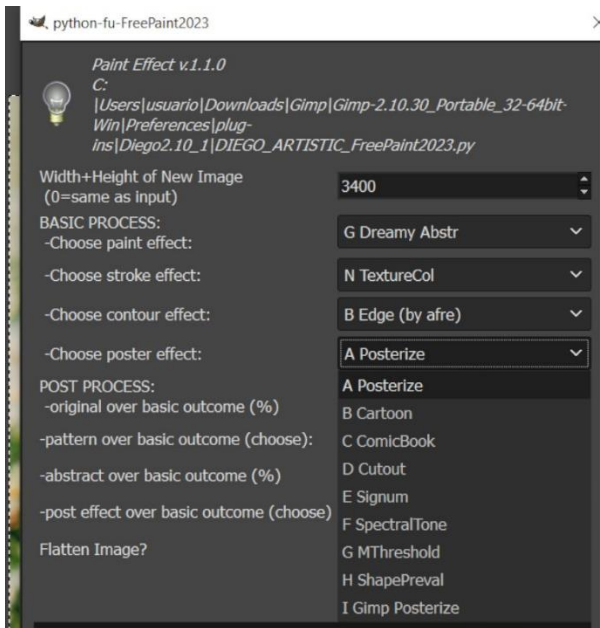 python-fu-FreePaint2023
Paint Effect v.1.1.0
C:
|Users|usuario|Downloads|Gimp|Gimp-2.10.30_Portable_32-64bit-
Win|Preferences|plug-
ins|Diego2.10_1|DIEGO_ARTISTIC_FreePaint2023.py
Width+Height of New Image
(0=same as input)
3400
BASIC PROCESS:
-Choose paint effect:
G Dreamy Abstr
-Choose stroke effect:
N TextureCol
-Choose contour effect:
B Edge (by afre)
-Choose poster effect:
A Posterize
POST PROCESS:
-original over basic outcome (%)
-pattern over basic outcome (choose):
-abstract over basic outcome (%)
-post effect over basic outcome (choose)
Flatten Image?
A Posterize
B Cartoon
C ComicBook
D Cutout
E Signum
F SpectralTone
G MThreshold
H ShapePreval
I Gimp Posterize